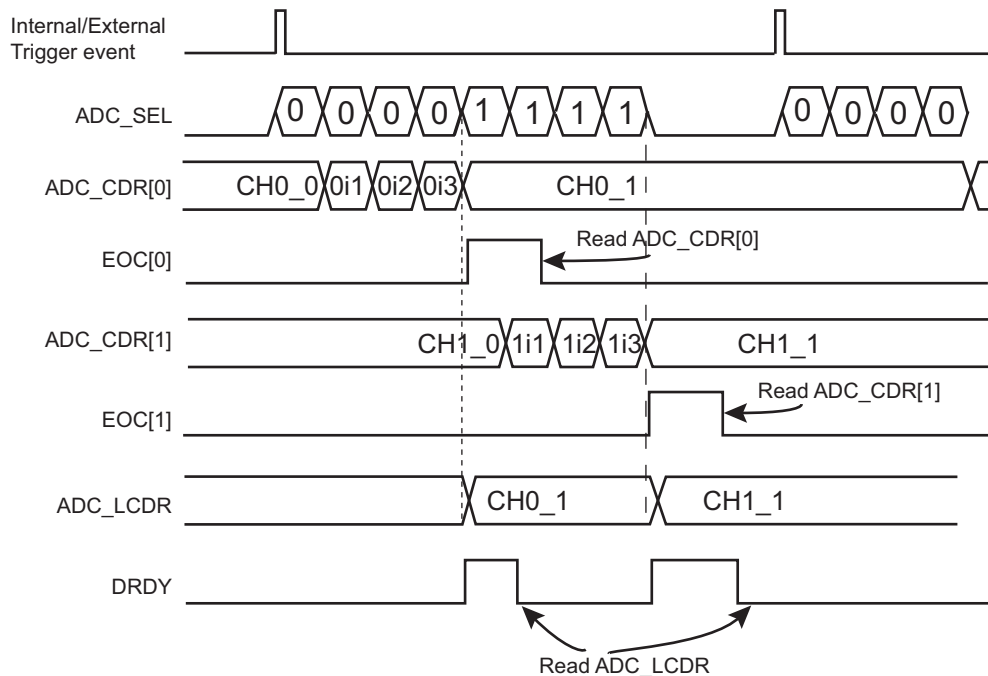 Internal/External
Trigger event
ADC_SEL
0 0 0 0 1 1 1 1 0 0 0 0
ADC_CDR[0]
CH0_0 0i1 0i2 0i3 CH0_1
EOC[0]
Read ADC_CDR[0]
ADC_CDR[1]
CH1_0 1i1 1i2 1i3 CH1_1
EOC[1]
Read ADC_CDR[1]
ADC_LCDR
CH0_1 CH1_1
DRDY
Read ADC_LCDR